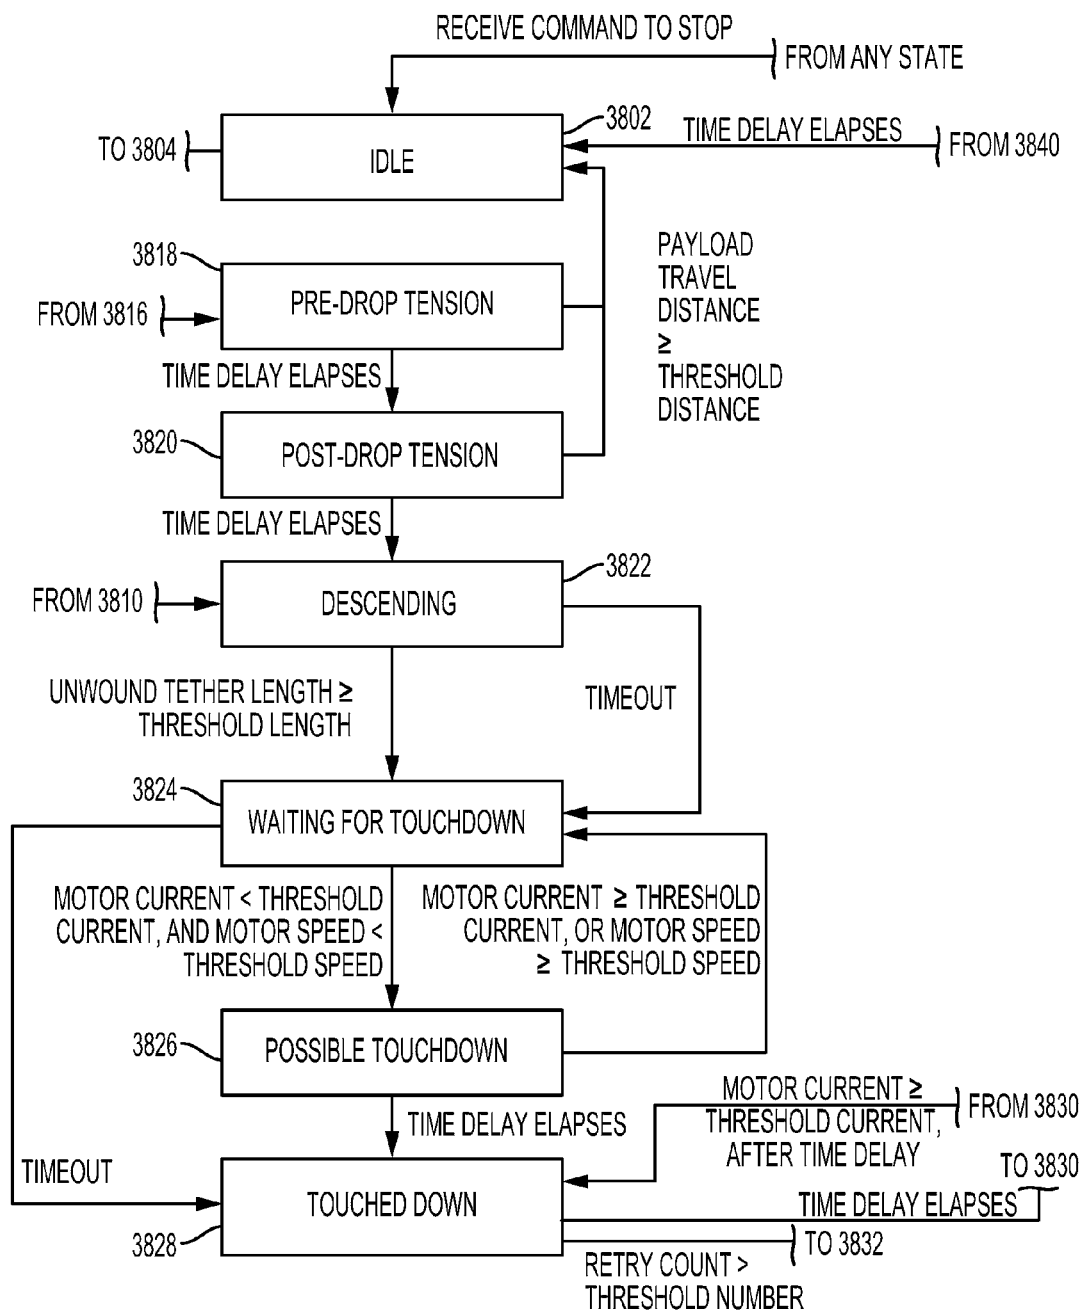 RECEIVE COMMAND TO STOP
FROM ANY STATE
3802
TO 3804
IDLE
TIME DELAY ELAPSES
FROM 3840
3818
PRE-DROP TENSION
FROM 3816
PAYLOAD
TRAVEL
DISTANCE
≥
THRESHOLD
DISTANCE
TIME DELAY ELAPSES
3820
POST-DROP TENSION
TIME DELAY ELAPSES
3822
FROM 3810
DESCENDING
UNWOUND TETHER LENGTH ≥
THRESHOLD LENGTH
TIMEOUT
3824
WAITING FOR TOUCHDOWN
MOTOR CURRENT < THRESHOLD
CURRENT, AND MOTOR SPEED <
THRESHOLD SPEED
MOTOR CURRENT ≥ THRESHOLD
CURRENT, OR MOTOR SPEED
≥ THRESHOLD SPEED
3826
POSSIBLE TOUCHDOWN
TIME DELAY ELAPSES
MOTOR CURRENT ≥
THRESHOLD CURRENT,
AFTER TIME DELAY
FROM 3830
TO 3830
TIMEOUT
TOUCHED DOWN
TIME DELAY ELAPSES
3828
TO 3832
RETRY COUNT >
THRESHOLD NUMBER